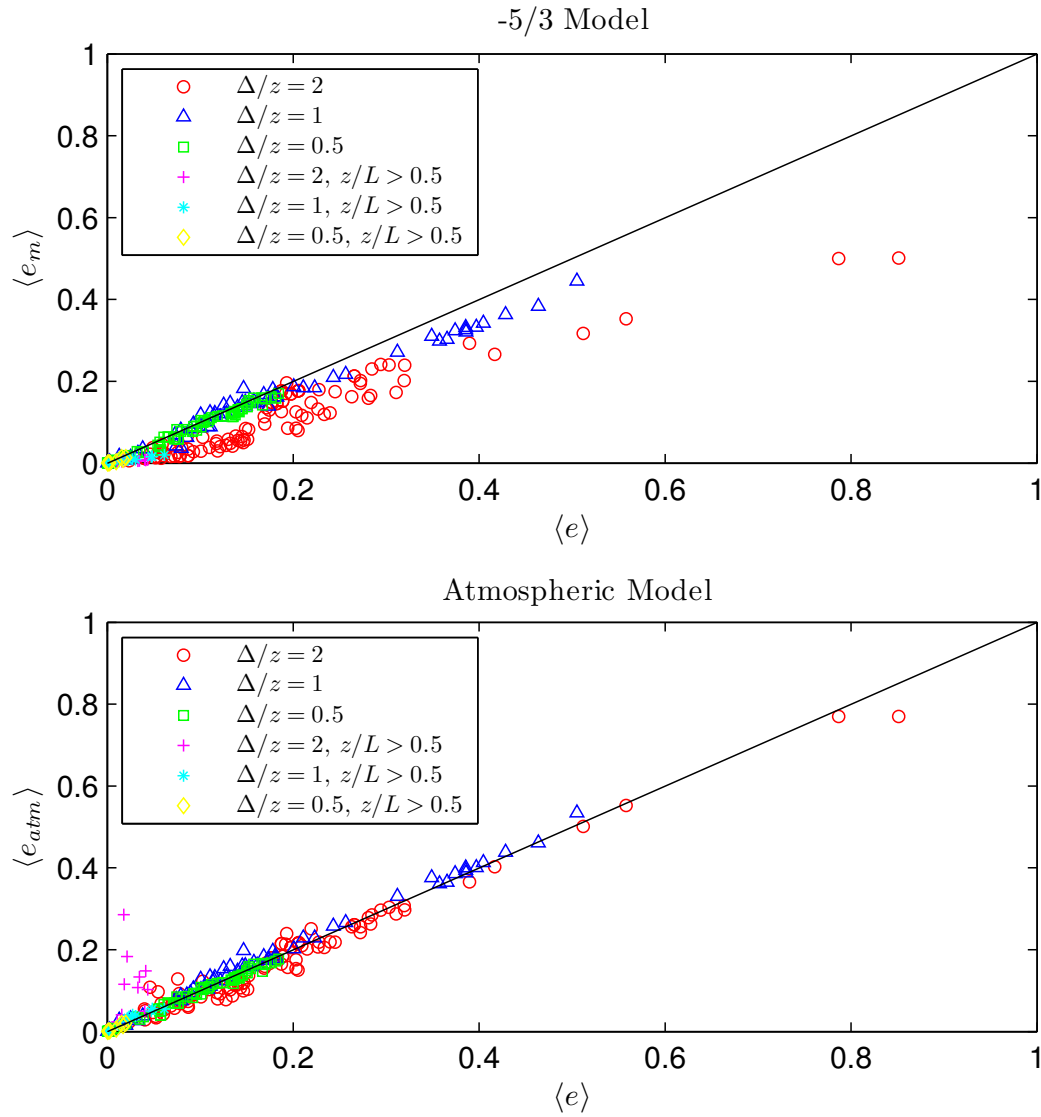 -5/3 Model
1
0.8
0.6
0.4
0.2
0
⟨e_m⟩
Δ/z = 2
Δ/z = 1
Δ/z = 0.5
Δ/z = 2, z/L > 0.5
Δ/z = 1, z/L > 0.5
Δ/z = 0.5, z/L > 0.5
0 0.2 0.4 0.6 0.8 1
⟨e⟩
Atmospheric Model
1
0.8
0.6
0.4
0.2
0
⟨e_{atm}⟩
Δ/z = 2
Δ/z = 1
Δ/z = 0.5
Δ/z = 2, z/L > 0.5
Δ/z = 1, z/L > 0.5
Δ/z = 0.5, z/L > 0.5
0 0.2 0.4 0.6 0.8 1
⟨e⟩